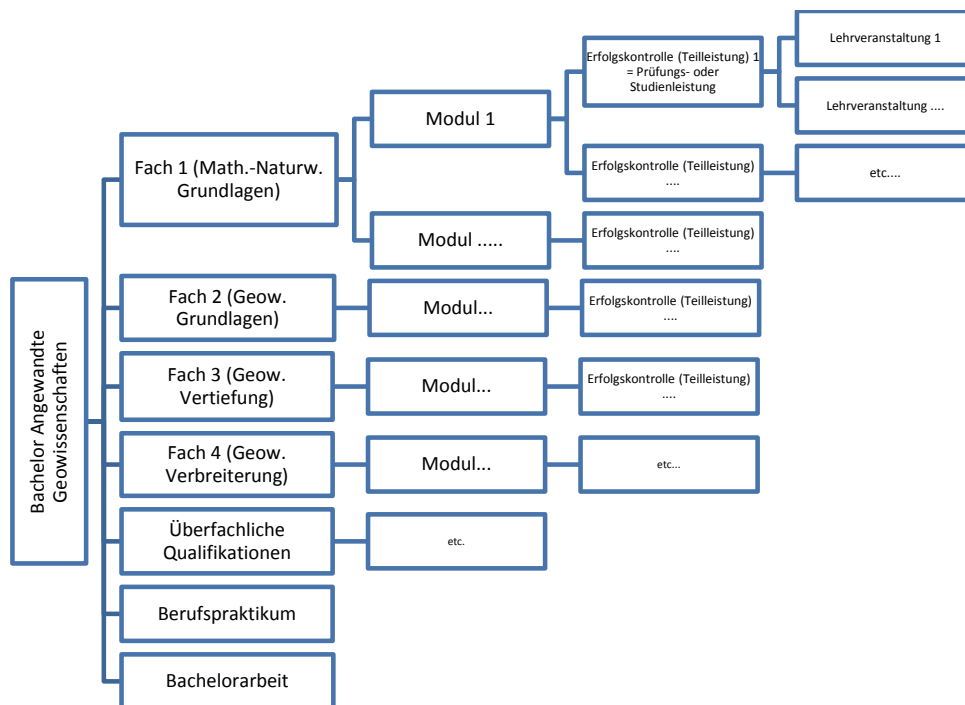 Bachelor Angewandte
Geowissenschaften
Fach 1 (Math.-Naturw.
Grundlagen)
Modul 1
Erfolgskontrolle (Teilleistung) 1
= Prüfungs- oder
Studienleistung
Lehrveranstaltung 1
Lehrveranstaltung ....
Erfolgskontrolle (Teilleistung)
....
etc....
Modul .....
Erfolgskontrolle (Teilleistung)
....
Fach 2 (Geow.
Grundlagen)
Modul...
Erfolgskontrolle (Teilleistung)
....
Fach 3 (Geow.
Vertiefung)
Modul...
Erfolgskontrolle (Teilleistung)
....
Fach 4 (Geow.
Verbreiterung)
Modul...
etc...
Überfachliche
Qualifikationen
etc.
Berufspraktikum
Bachelorarbeit